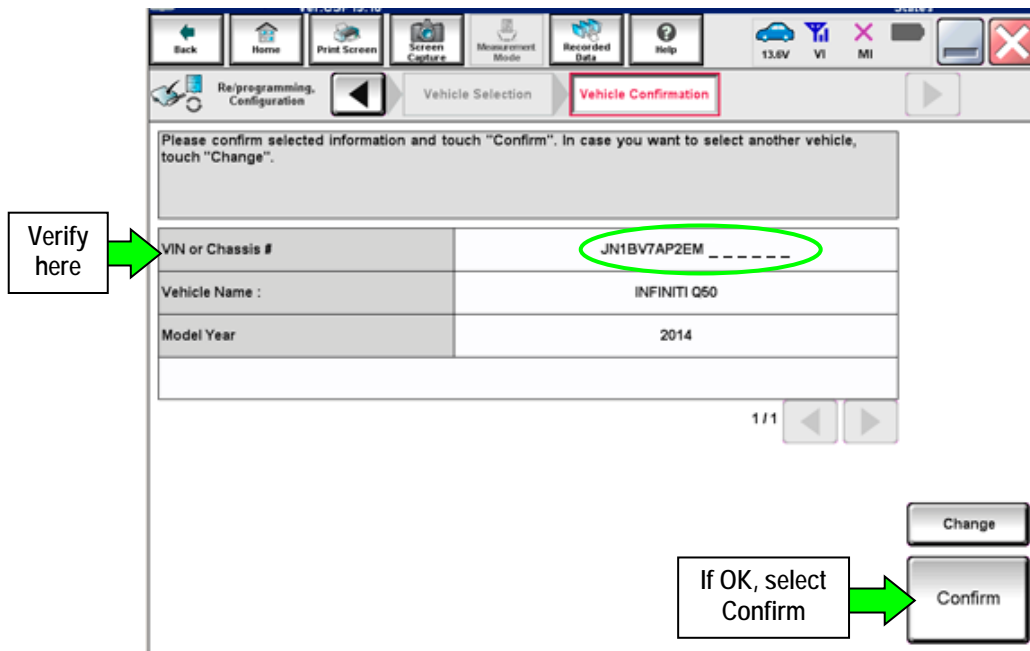 Back
Home
Print Screen
Screen
Capture
Measurement
Mode
Recorded
Data
Help
13.6V
VI
MI
Re/programming,
Configuration
Vehicle Selection
Vehicle Confirmation
Please confirm selected information and touch "Confirm". In case you want to select another vehicle,
touch "Change".
Verify
here
VIN or Chassis #
JN1BV7AP2EM _ _ _ _ _ _
Vehicle Name :
INFINITI Q50
Model Year
2014
1/1
Change
If OK, select
Confirm
Confirm